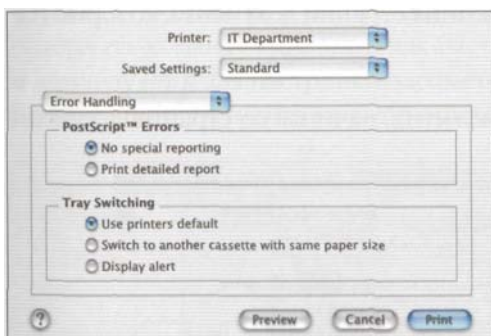 Printer: IT Department
Saved Settings: Standard
Error Handling
PostScript™ Errors
No special reporting
Print detailed report
Tray Switching
Use printers default
Switch to another cassette with same paper size
Display alert
? Preview Cancel Print